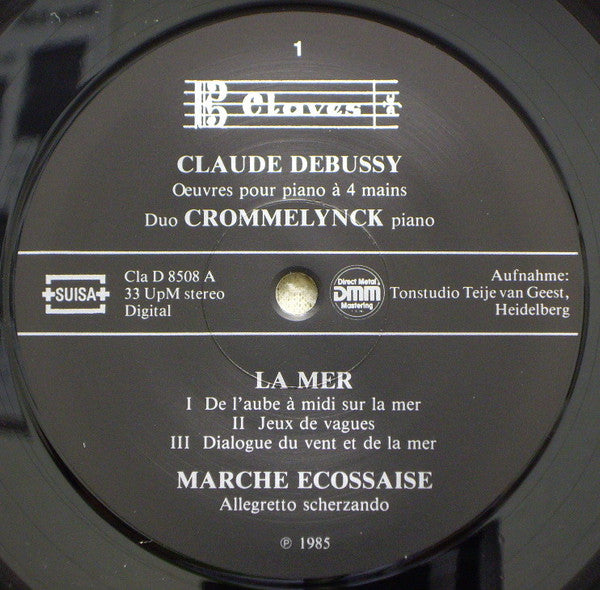 1
Claves
CLAUDE DEBUSSY
Oeuvres pour piano à 4 mains
Duo CROMMELYNCK piano
SUISA
Cla D 8508 A
33 UpM stereo
Digital
Direct Metal
DMM
Mastering
Aufnahme:
Tonstudio Teije van Geest,
Heidelberg
LA MER
I De l'aube à midi sur la mer
II Jeux de vagues
III Dialogue du vent et de la mer
MARCHE ECOSSAISE
Allegretto scherzando
℗ 1985